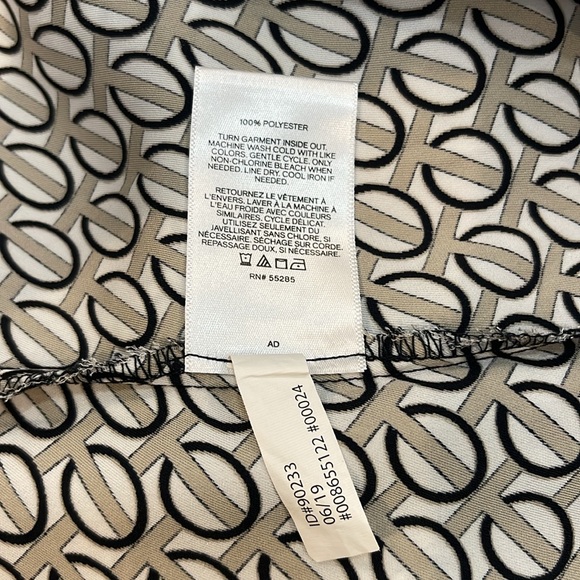 100% POLYESTER
TURN GARMENT INSIDE OUT.
MACHINE WASH COLD WITH LIKE
COLORS. GENTLE CYCLE. ONLY
NON-CHLORINE BLEACH WHEN
NEEDED. LINE DRY. COOL IRON IF
NEEDED.
RETOURNEZ LE VÊTEMENT À
L'ENVERS. LAVER À LA MACHINE À
L'EAU FROIDE AVEC COULEURS
SIMILAIRES. CYCLE DÉLICAT.
UTILISEZ SEULEMENT DU
JAVELLISANT SANS CHLORE, SI
NÉCESSAIRE. SÉCHAGE SUR CORDE.
REPASSAGE DOUX, SI NÉCESSAIRE.
RN# 55285
AD
ID#90233
06/19
#008655122 #00024